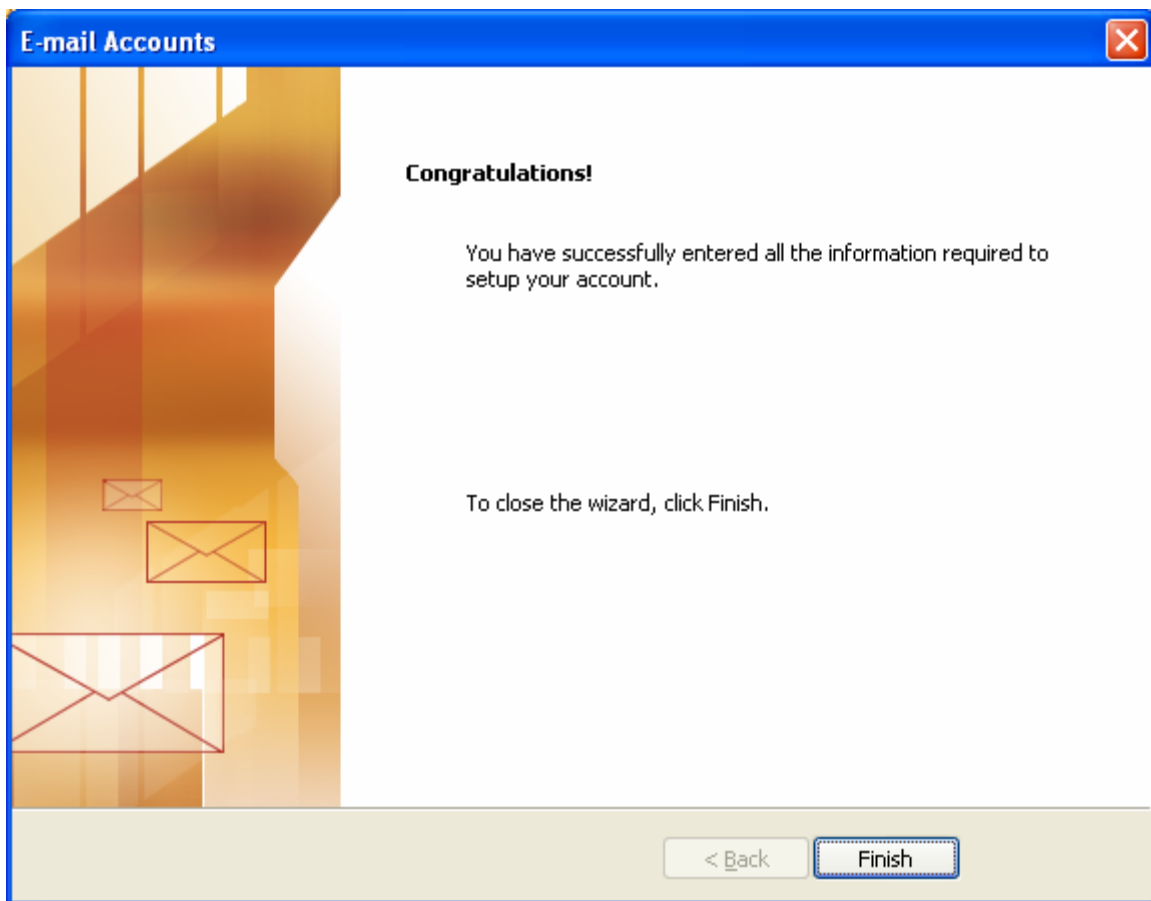 E-mail Accounts
Congratulations!
You have successfully entered all the information required to
setup your account.
To close the wizard, click Finish.
< Back
Finish